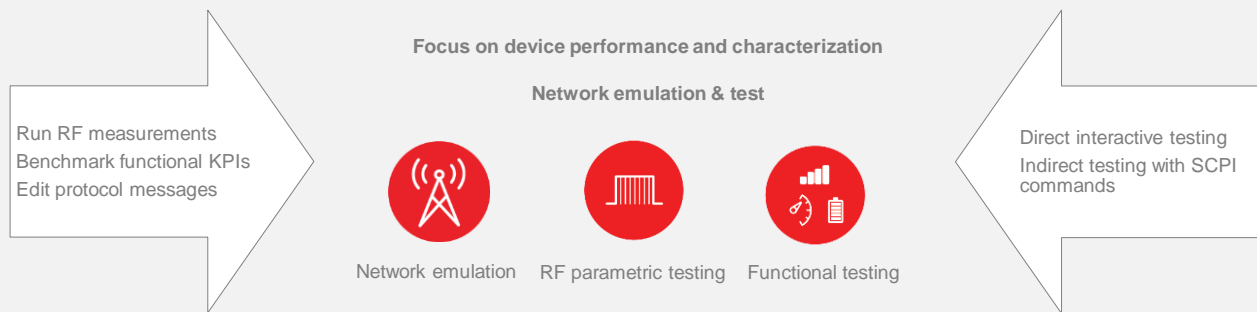 Focus on device performance and characterization
Network emulation & test
Run RF measurements
Benchmark functional KPIs
Edit protocol messages
Direct interactive testing
Indirect testing with SCPI
commands
Network emulation
RF parametric testing
Functional testing